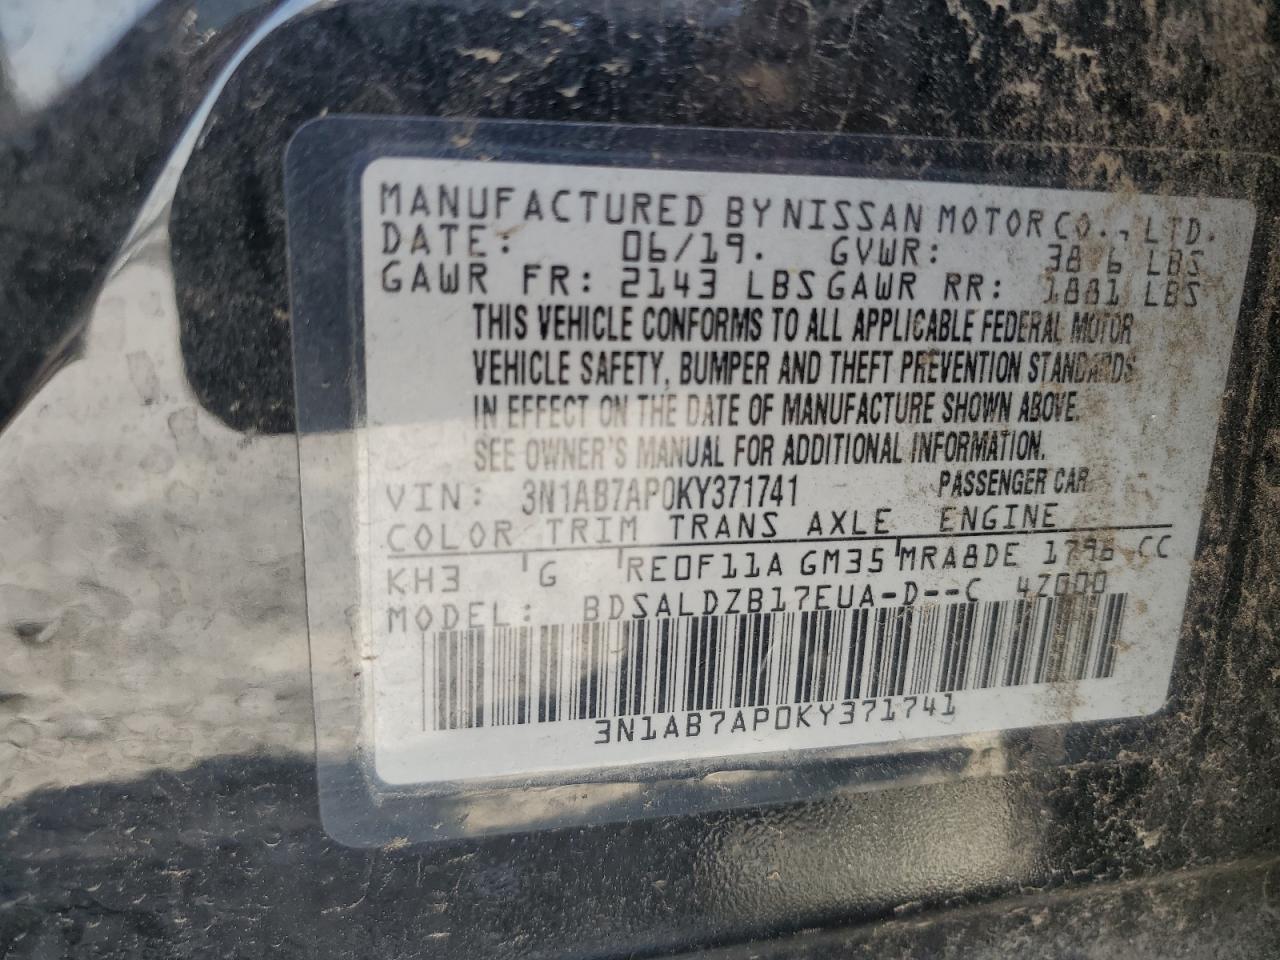 MANUFACTURED BY NISSAN MOTOR CO., LTD.
DATE: 06/19. GVWR: LBS
GAWR FR: 2143 LBS GAWR RR: 1881 LBS
THIS VEHICLE CONFORMS TO ALL APPLICABLE FEDERAL MOTOR
VEHICLE SAFETY, BUMPER AND THEFT PREVENTION STANDARDS
IN EFFECT ON THE DATE OF MANUFACTURE SHOWN ABOVE.
SEE OWNER'S MANUAL FOR ADDITIONAL INFORMATION.
VIN: 3N1AB7AP0KY371741 PASSENGER CAR
COLOR TRIM TRANS AXLE ENGINE
KH3 G RE0F11A GM35 MRA8DE 1796 CC
MODEL: BDSALDZB17EUA-D--C 4Z000
3N1AB7AP0KY371741